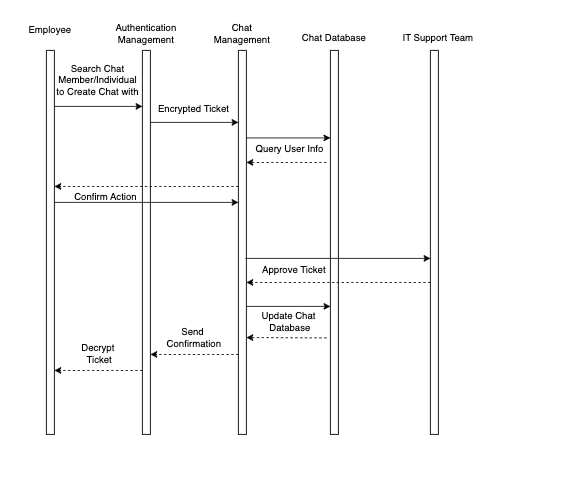 Employee
Authentication
Management
Chat
Management
Chat Database
IT Support Team
Search Chat
Member/Individual
to Create Chat with
Encrypted Ticket
Query User Info
Confirm Action
Approve Ticket
Update Chat
Database
Send
Confirmation
Decrypt
Ticket